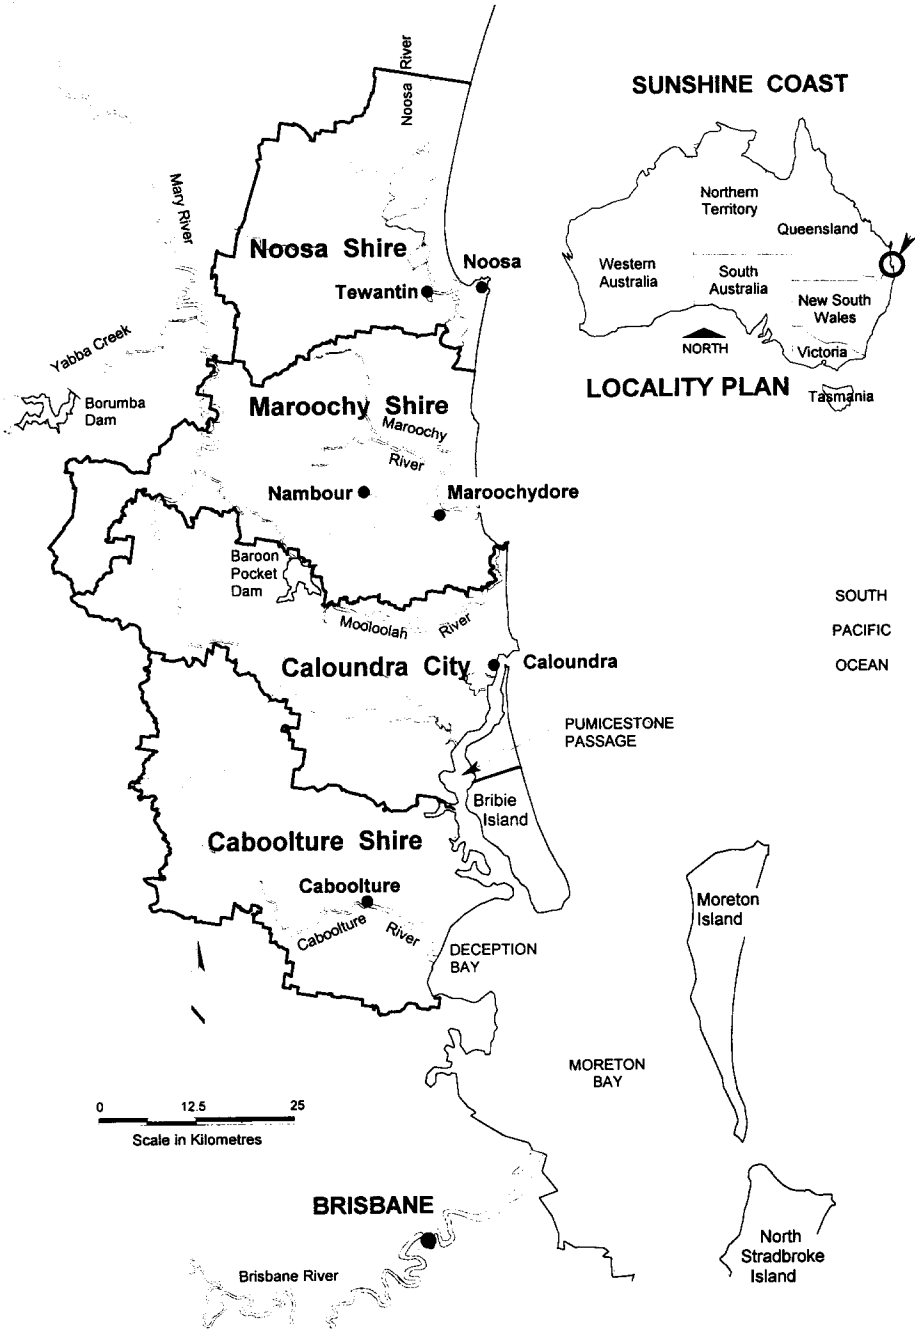 SUNSHINE COAST
Northern
Territory
Queensland
Western
Australia
South
Australia
New South
Wales
NORTH
Victoria
LOCALITY PLAN
Tasmania
Noosa River
Mary River
Noosa Shire
Noosa
Tewantin
Yabba Creek
Borumba
Dam
Maroochy Shire
Maroochy
River
Nambour
Maroochydore
Baroon
Pocket
Dam
Mooloolah River
SOUTH
PACIFIC
OCEAN
Caloundra City
Caloundra
PUMICESTONE
PASSAGE
Bribie
Island
Caboolture Shire
Caboolture
Caboolture River
DECEPTION
BAY
Moreton
Island
MORETON
BAY
0 12.5 25
Scale in Kilometres
BRISBANE
Brisbane River
North
Stradbroke
Island